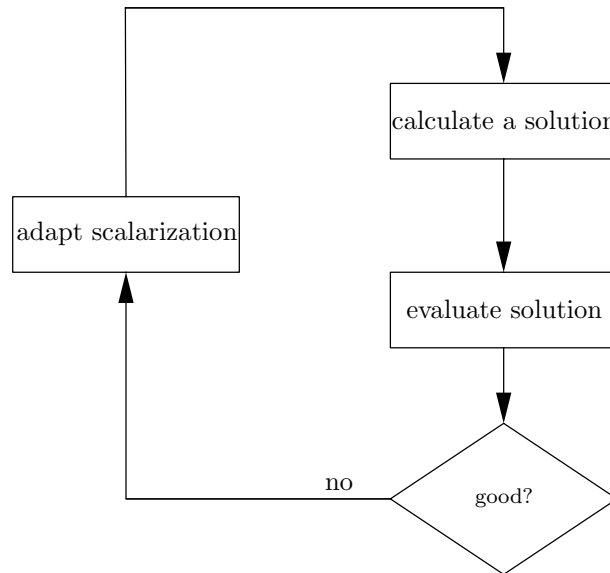 calculate a solution
adapt scalarization
evaluate solution
no
good?